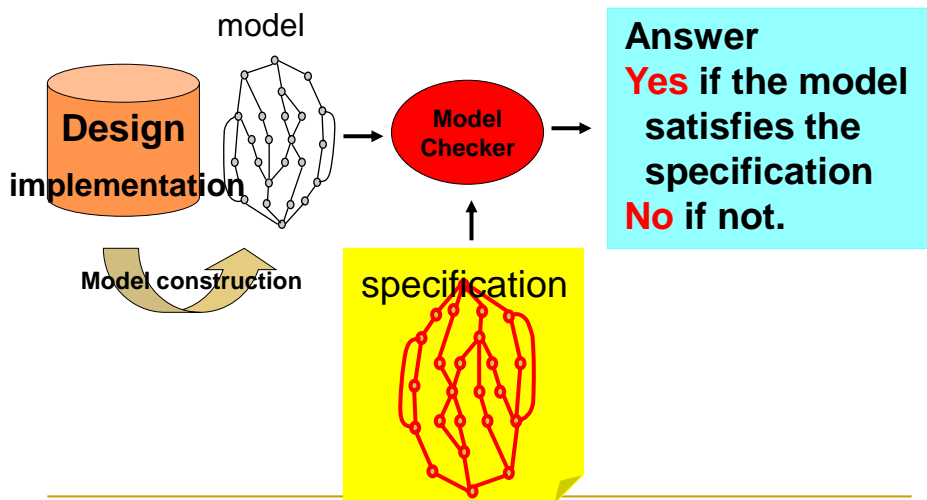 model
Design
implementation
Model construction
Model
Checker
specification
Answer
Yes if the model
satisfies the
specification
No if not.